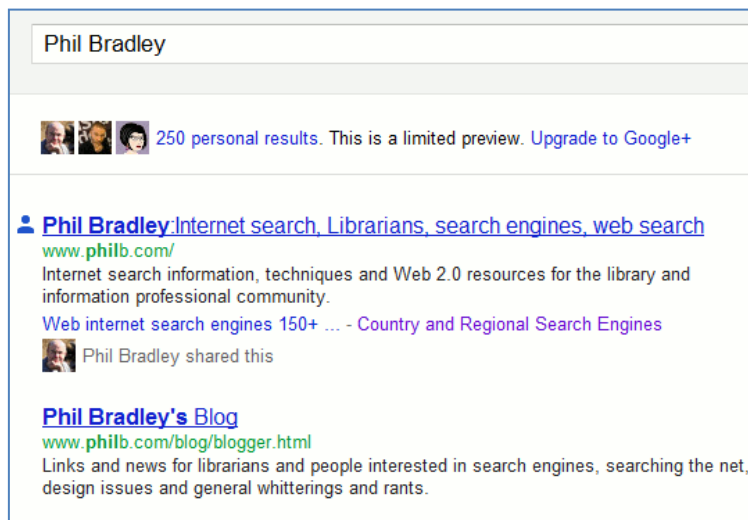 Phil Bradley
250 personal results. This is a limited preview. Upgrade to Google+
Phil Bradley:Internet search, Librarians, search engines, web search
www.philb.com/
Internet search information, techniques and Web 2.0 resources for the library and
information professional community.
Web internet search engines 150+ ... - Country and Regional Search Engines
Phil Bradley shared this
Phil Bradley's Blog
www.philb.com/blog/blogger.html
Links and news for librarians and people interested in search engines, searching the net,
design issues and general whitterings and rants.